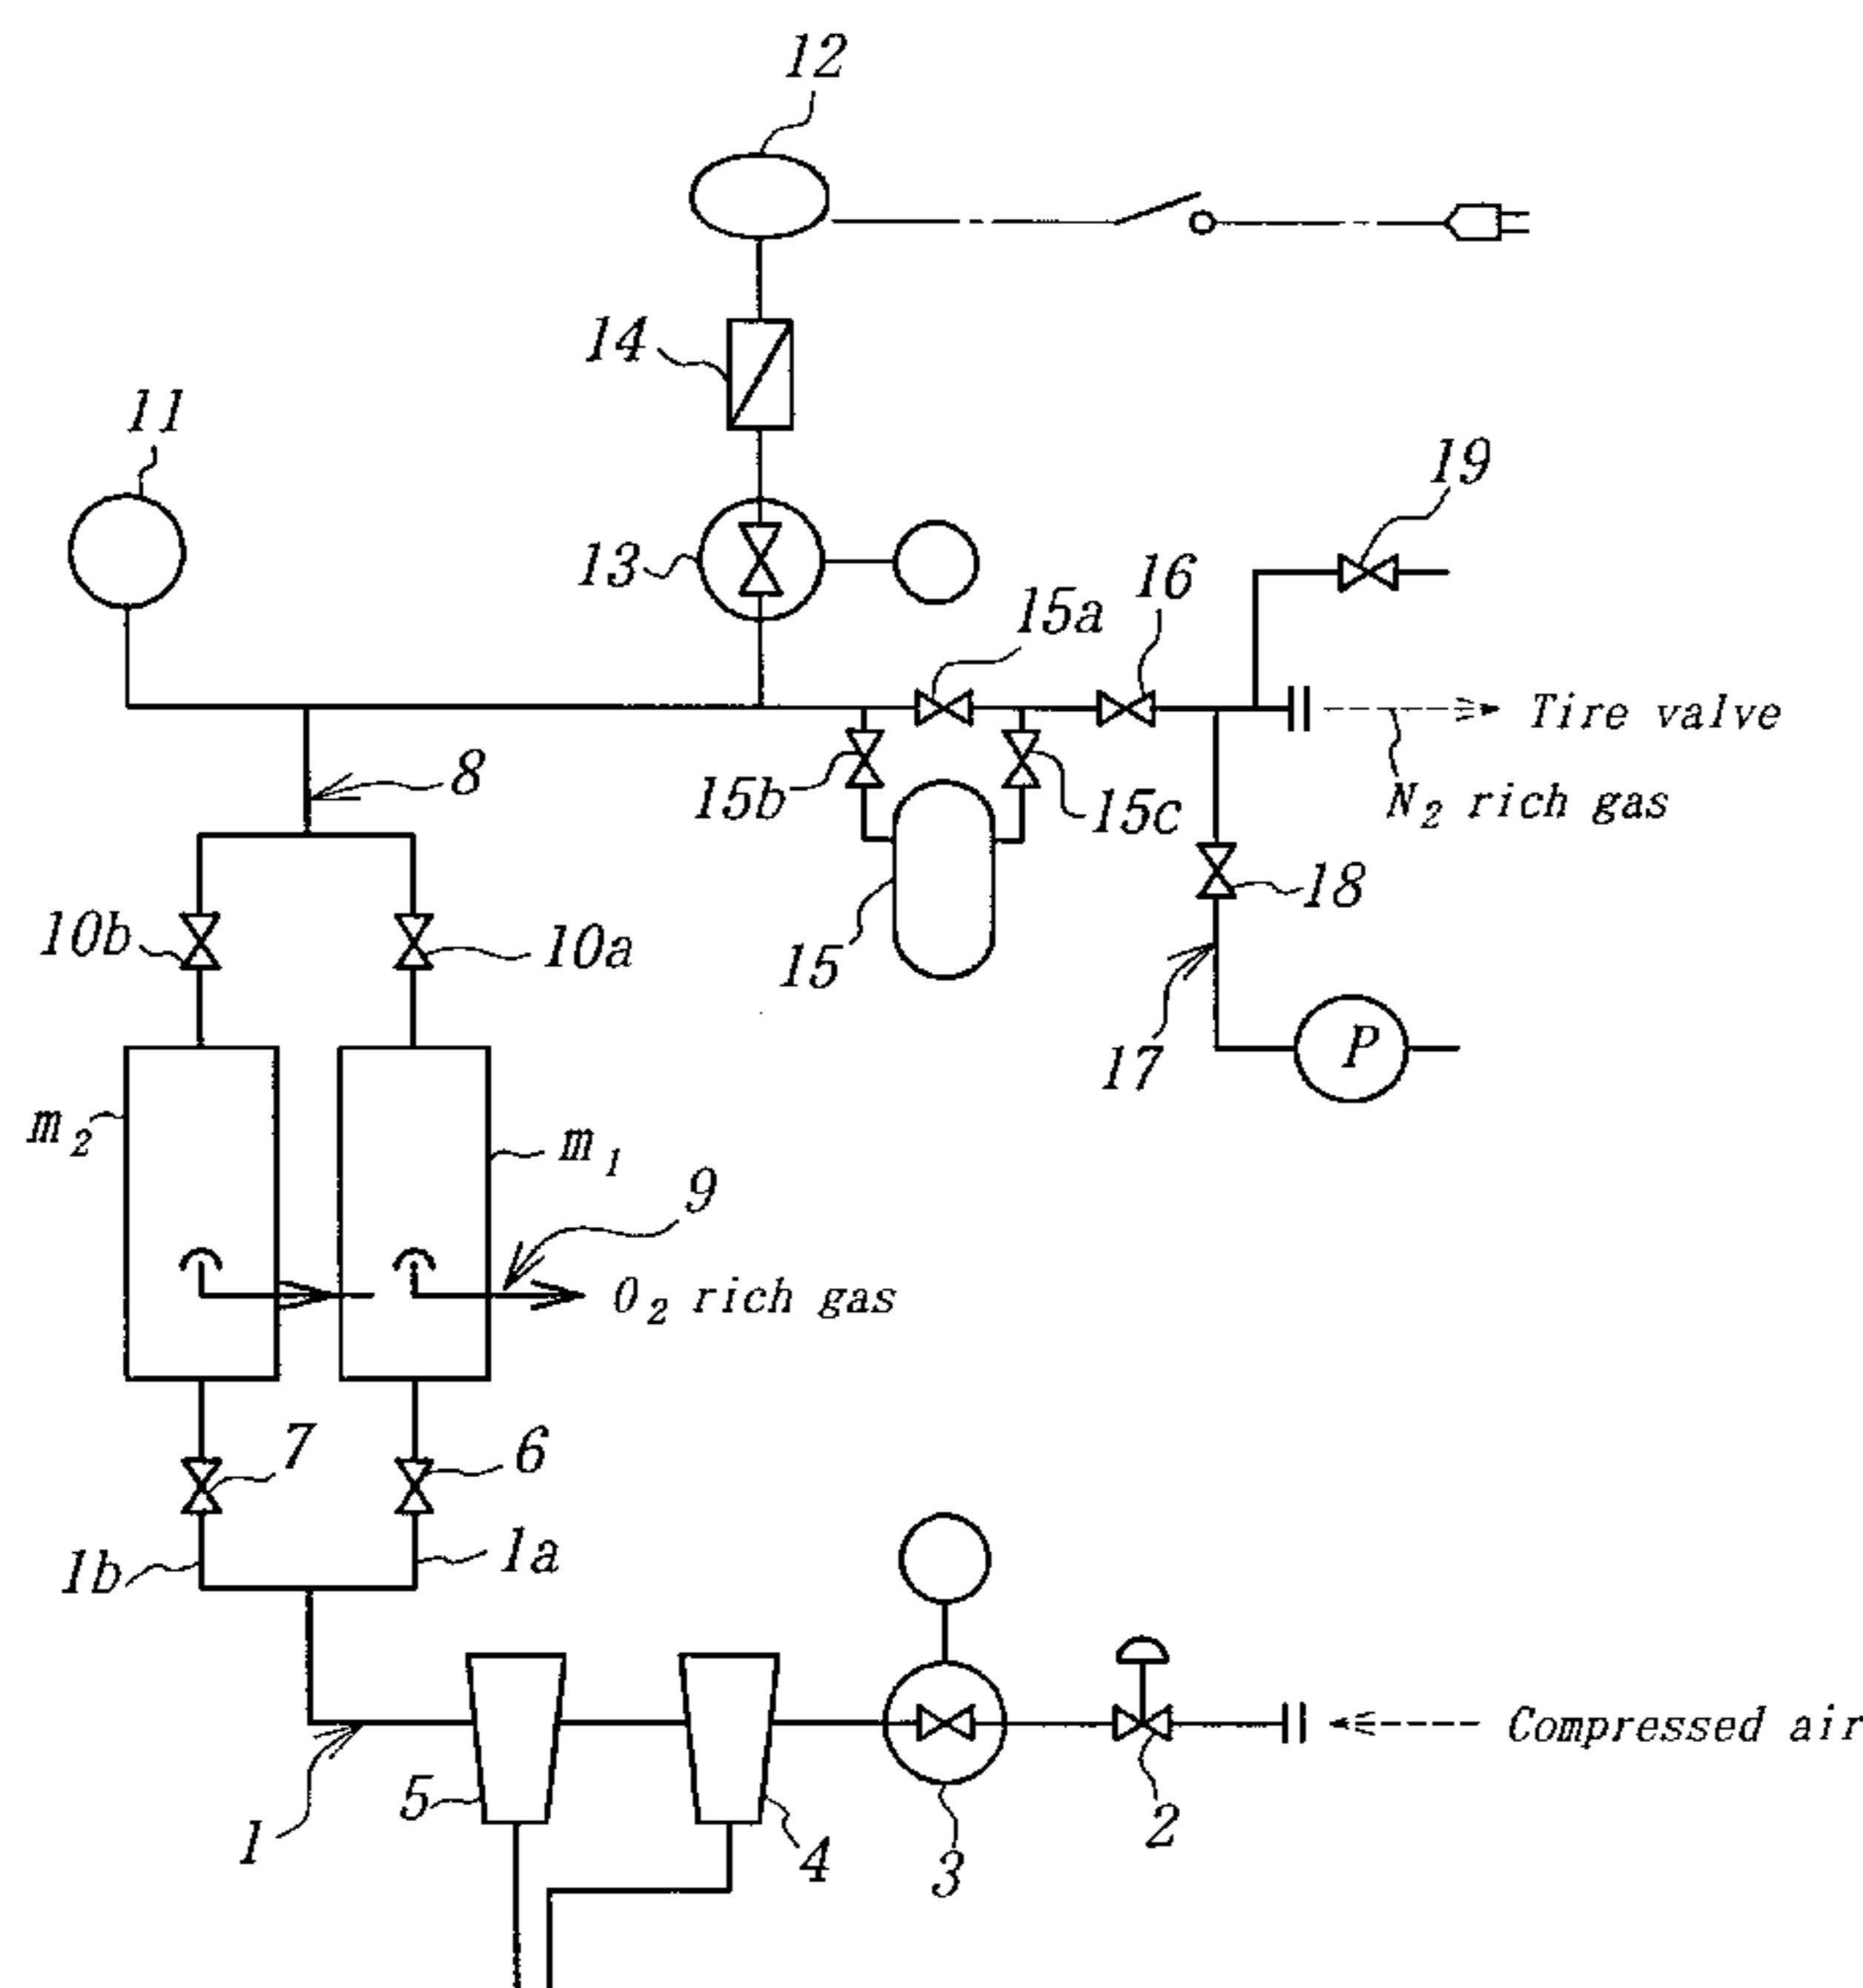 12
14
11
19
13
16
15a
Tire valve
8
15b
15c
N2 rich gas
18
10b
10a
15
P
17
m2
m1
9
O2 rich gas
7
6
1b
1a
Compressed air
5
2
1
4
3